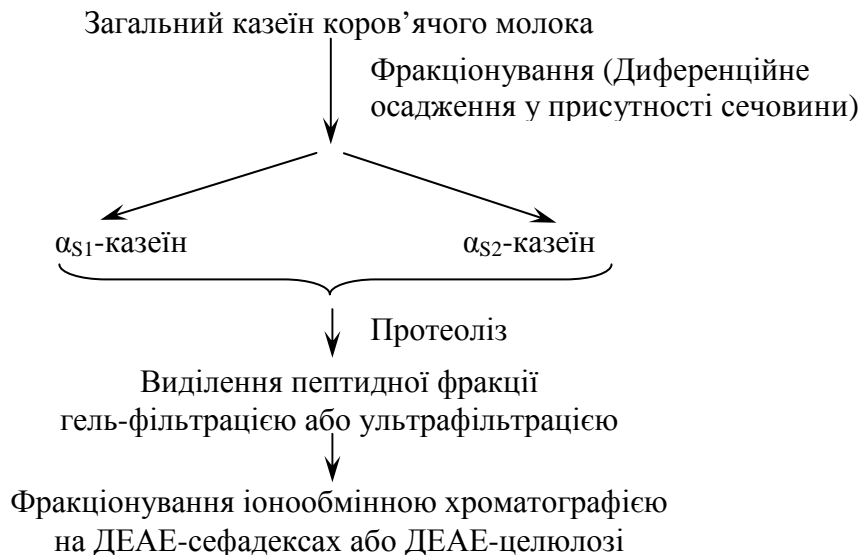 Загальний казеїн коров’ячого молока
Фракціонування (Диференційне
осадження у присутності сечовини)
αS1-казеїн
αS2-казеїн
Протеоліз
Виділення пептидної фракції
гель-фільтрацією або ультрафільтрацією
Фракціонування іонообмінною хроматографією
на ДЕАЕ-сефадексах або ДЕАЕ-целюлозі